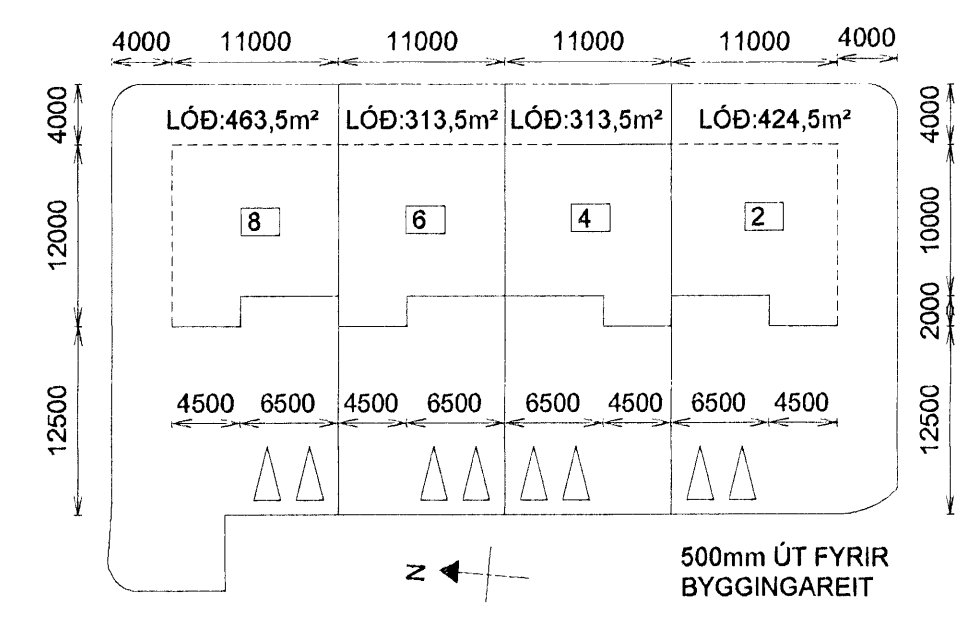 4000 11000 11000 11000 11000 4000
4000 LÓÐ:463,5m² LÓÐ:313,5m² LÓÐ:313,5m² LÓÐ:424,5m² 4000
12000 8 6 4 2 10000
2000
12500 4500 6500 4500 6500 6500 4500 6500 4500 12500
N
500mm ÚT FYRIR
BYGGINGAREIT